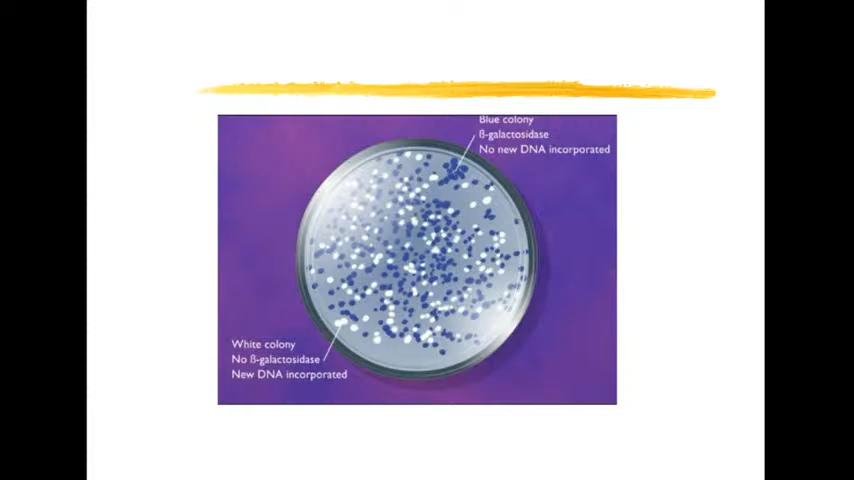 Blue colony
ß-galactosidase
No new DNA incorporated
White colony
No ß-galactosidase
New DNA incorporated